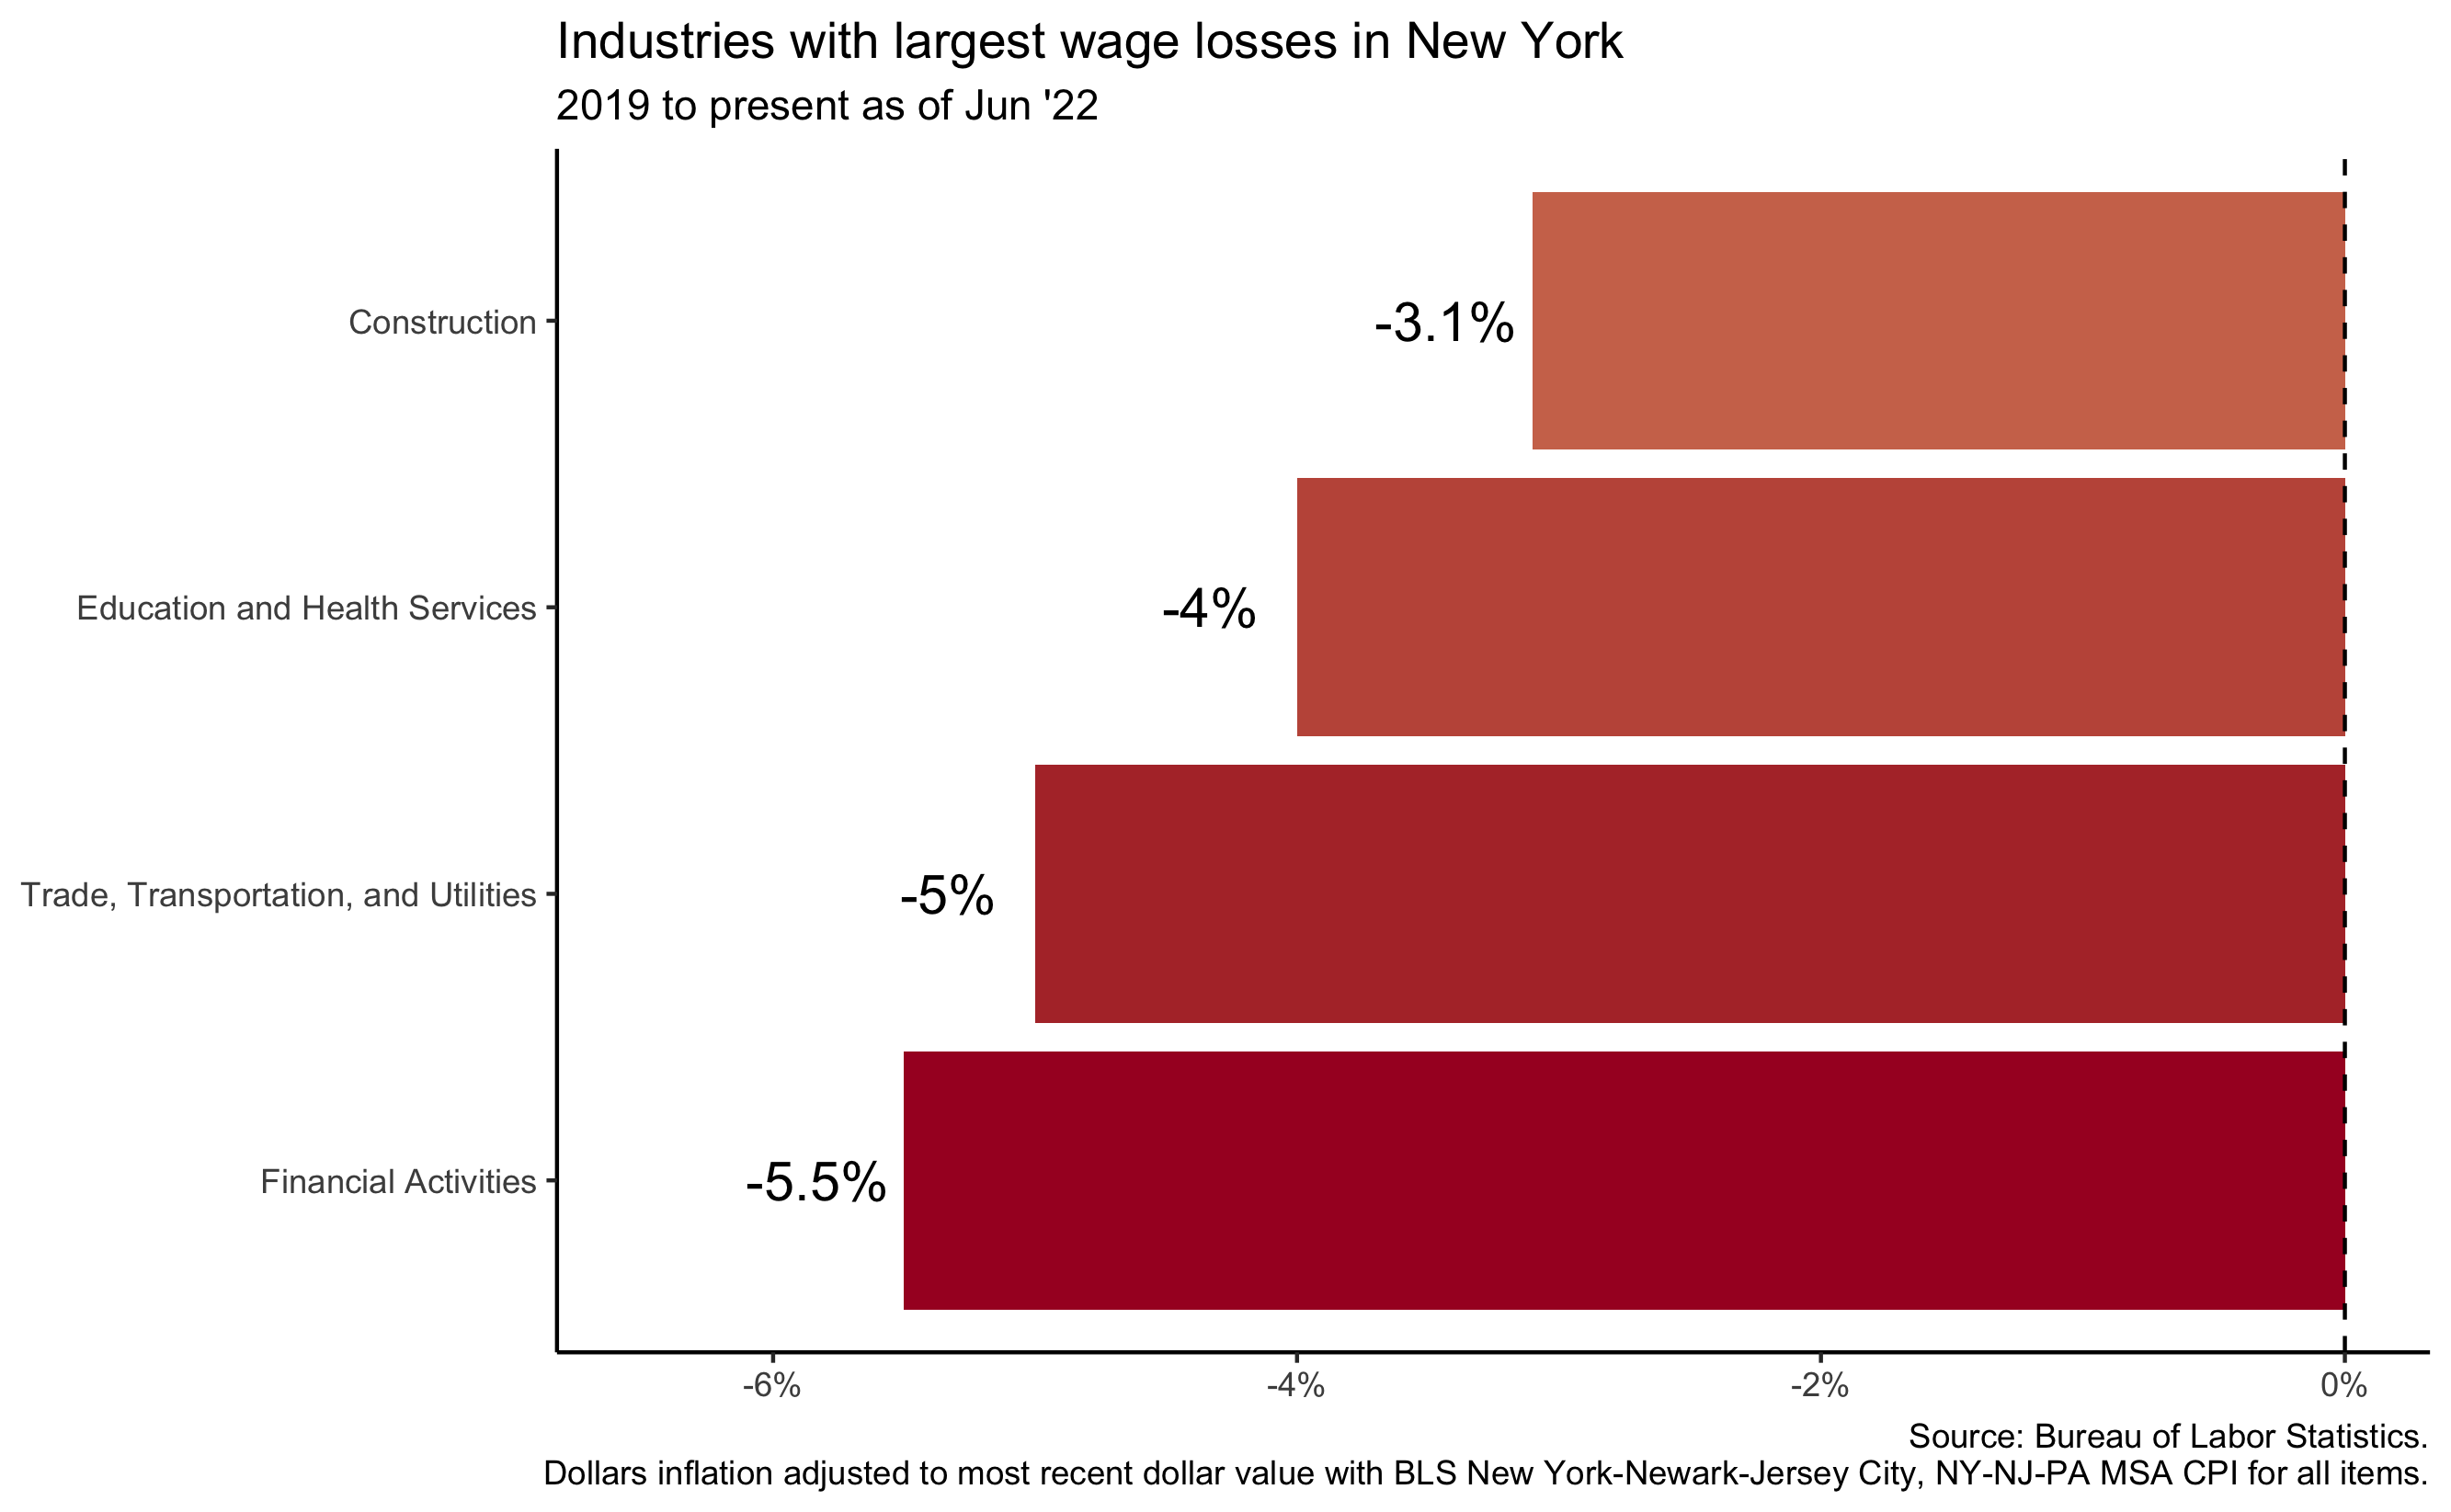 Industries with largest wage losses in New York
2019 to present as of Jun '22
Construction
-3.1%
Education and Health Services
-4%
Trade, Transportation, and Utilities
-5%
Financial Activities
-5.5%
-6%
-4%
-2%
0%
Source: Bureau of Labor Statistics.
Dollars inflation adjusted to most recent dollar value with BLS New York-Newark-Jersey City, NY-NJ-PA MSA CPI for all items.